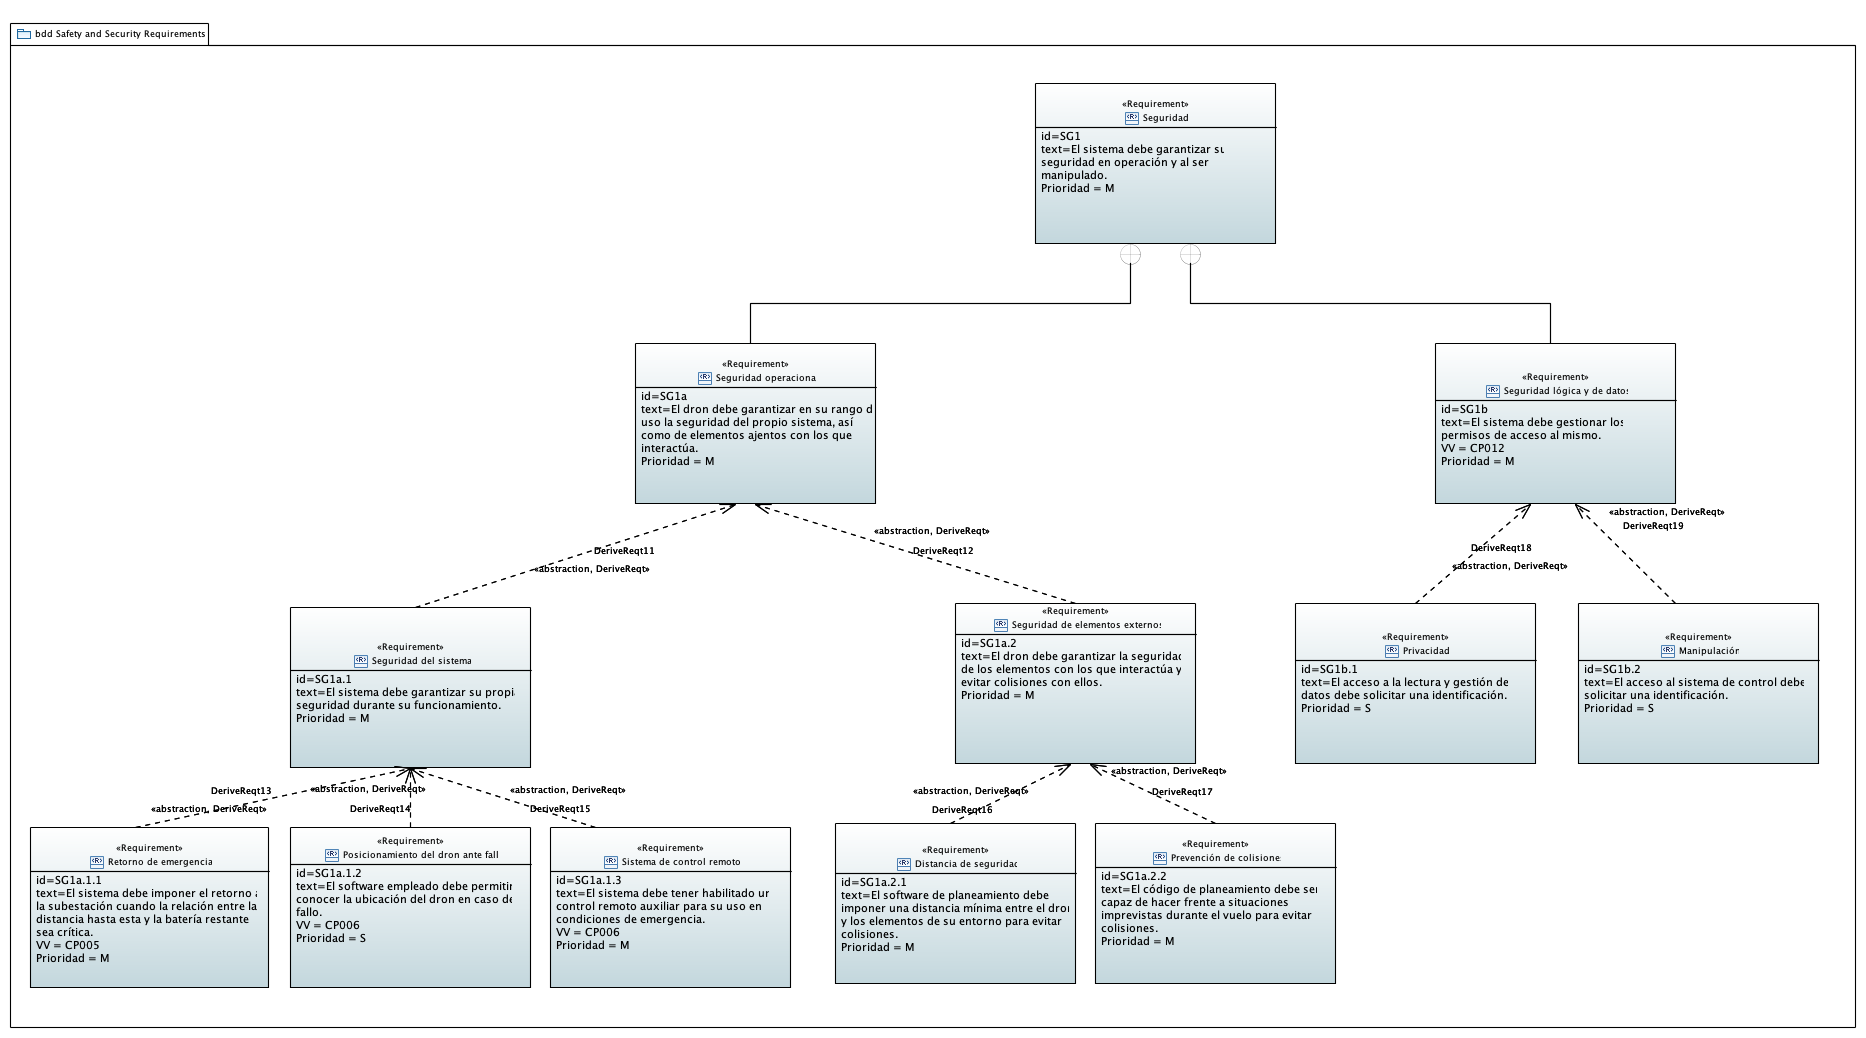 bdd Safety and Security Requirements
«Requirement»
Seguridad
id=SG1
text=El sistema debe garantizar su
seguridad en operación y al ser
manipulado.
Prioridad = M
«Requirement»
Seguridad operaciona
id=SG1a
text=El dron debe garantizar en su rango d
uso la seguridad del propio sistema, así
como de elementos ajentos con los que
interactúa.
Prioridad = M
«Requirement»
Seguridad lógica y de datos
id=SG1b
text=El sistema debe gestionar los
permisos de acceso al mismo.
VV = CP012
Prioridad = M
DeriveReqt11
«abstraction, DeriveReqt»
«abstraction, DeriveReqt»
DeriveReqt12
DeriveReqt18
«abstraction, DeriveReqt»
«abstraction, DeriveReqt»
DeriveReqt19
«Requirement»
Seguridad del sistema
id=SG1a.1
text=El sistema debe garantizar su propi
seguridad durante su funcionamiento.
Prioridad = M
«Requirement»
Seguridad de elementos externos
id=SG1a.2
text=El dron debe garantizar la seguridad
de los elementos con los que interactúa y
evitar colisiones con ellos.
Prioridad = M
«Requirement»
Privacidad
id=SG1b.1
text=El acceso a la lectura y gestión de
datos debe solicitar una identificación.
Prioridad = S
«Requirement»
Manipulación
id=SG1b.2
text=El acceso al sistema de control debe
solicitar una identificación.
Prioridad = S
DeriveReqt13
«abstraction, DeriveReqt»
«abstraction, DeriveReqt»
DeriveReqt14
«abstraction, DeriveReqt»
DeriveReqt15
«abstraction, DeriveReqt»
DeriveReqt16
«abstraction, DeriveReqt»
DeriveReqt17
«Requirement»
Retorno de emergencia
id=SG1a.1.1
text=El sistema debe imponer el retorno a
la subestación cuando la relación entre la
distancia hasta esta y la batería restante
sea crítica.
VV = CP005
Prioridad = M
«Requirement»
Posicionamiento del dron ante fall
id=SG1a.1.2
text=El software empleado debe permitir
conocer la ubicación del dron en caso de
fallo.
VV = CP006
Prioridad = S
«Requirement»
Sistema de control remoto
id=SG1a.1.3
text=El sistema debe tener habilitado un
control remoto auxiliar para su uso en
condiciones de emergencia.
VV = CP006
Prioridad = M
«Requirement»
Distancia de seguridad
id=SG1a.2.1
text=El software de planeamiento debe
imponer una distancia mínima entre el dron
y los elementos de su entorno para evitar
colisiones.
Prioridad = M
«Requirement»
Prevención de colisione
id=SG1a.2.2
text=El código de planeamiento debe ser
capaz de hacer frente a situaciones
imprevistas durante el vuelo para evitar
colisiones.
Prioridad = M